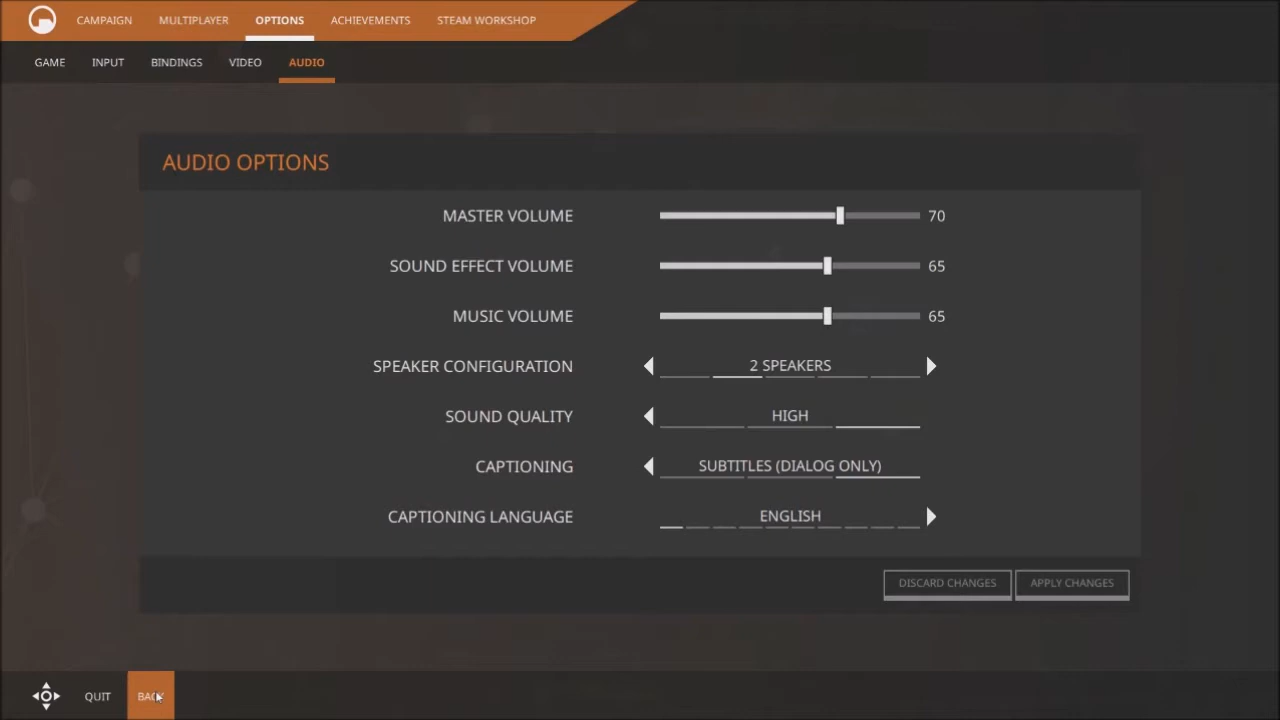 CAMPAIGN MULTIPLAYER OPTIONS ACHIEVEMENTS STEAM WORKSHOP
GAME INPUT BINDINGS VIDEO AUDIO
AUDIO OPTIONS
MASTER VOLUME 70
SOUND EFFECT VOLUME 65
MUSIC VOLUME 65
SPEAKER CONFIGURATION 2 SPEAKERS
SOUND QUALITY HIGH
CAPTIONING SUBTITLES (DIALOG ONLY)
CAPTIONING LANGUAGE ENGLISH
DISCARD CHANGES APPLY CHANGES
QUIT BACK